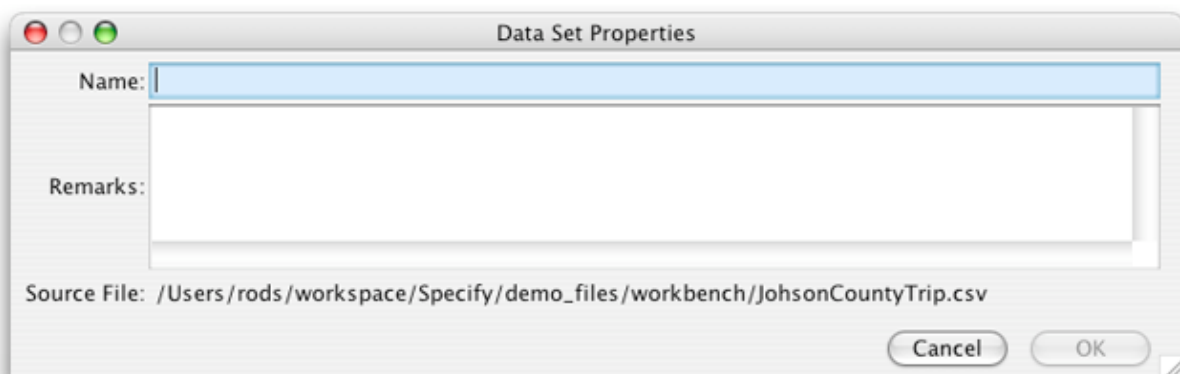 Data Set Properties
Name:
Remarks:
Source File: /Users/rods/workspace/Specify/demo_files/workbench/JohsonCountyTrip.csv
Cancel OK